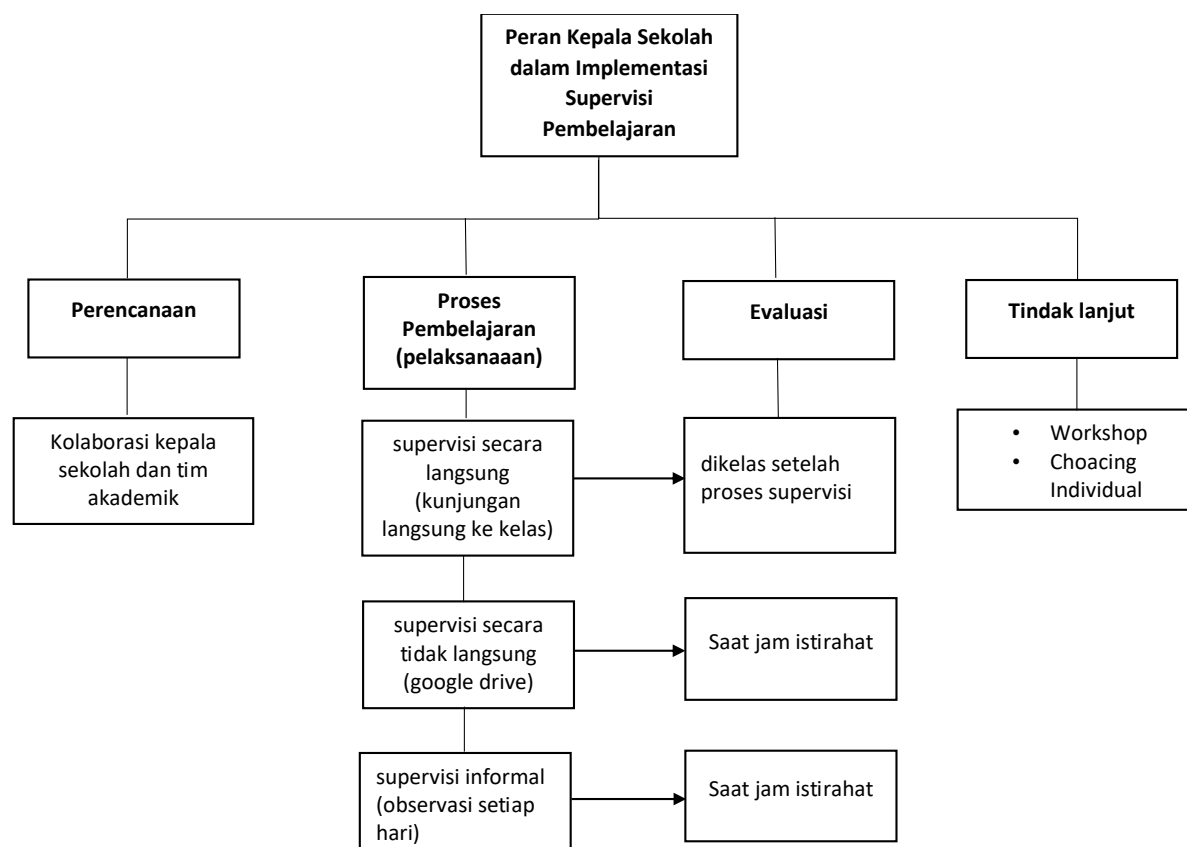 Peran Kepala Sekolah
dalam Implementasi
Supervisi
Pembelajaran
Perencanaan
Proses
Pembelajaran
(pelaksanaaan)
Evaluasi
Tindak lanjut
Kolaborasi kepala
sekolah dan tim
akademik
supervisi secara
langsung
(kunjungan
langsung ke kelas)
dikelas setelah
proses supervisi
• Workshop
• Choacing
Individual
supervisi secara
tidak langsung
(google drive)
Saat jam istirahat
supervisi informal
(observasi setiap
hari)
Saat jam istirahat